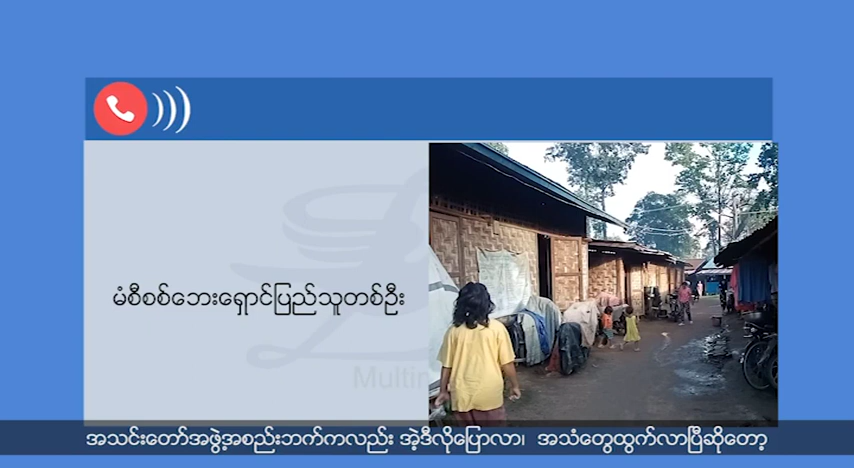 မံစီစစ်ဘေးရှောင်ပြည်သူတစ်ဦး
အသင်းတော်အဖွဲ့အစည်းဘက်ကလည်း အဲ့ဒီလိုပြောလာ၊ အသံတွေထွက်လာပြီဆိုတော့